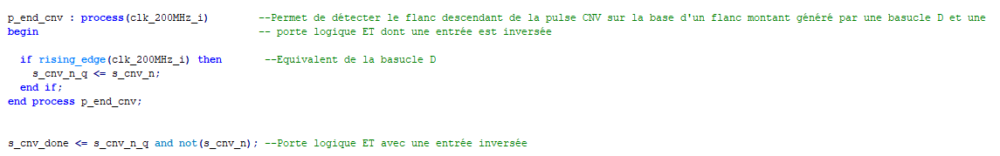 p_end_cnv : process(clk_200MHz_i) --Permet de détecter le flanc descendant de la pulse CNV sur la base d'un flanc montant généré par une basucle D et une
begin -- porte logique ET dont une entrée est inversée
if rising_edge(clk_200MHz_i) then --Equivalent de la basucle D
s_cnv_n_q <= s_cnv_n;
end if;
end process p_end_cnv;
s_cnv_done <= s_cnv_n_q and not(s_cnv_n); --Porte logique ET avec une entrée inversée